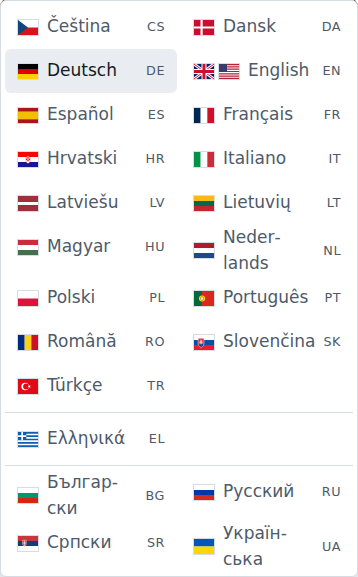 Čeština CS
Dansk DA
Deutsch DE
English EN
Español ES
Français FR
Hrvatski HR
Italiano IT
Latviešu LV
Lietuvių LT
Magyar HU
Neder-
lands NL
Polski PL
Português PT
Română RO
Slovenčina SK
Türkçe TR
Ελληνικά EL
Българ-
ски BG
Русский RU
Српски SR
Україн-
ська UA